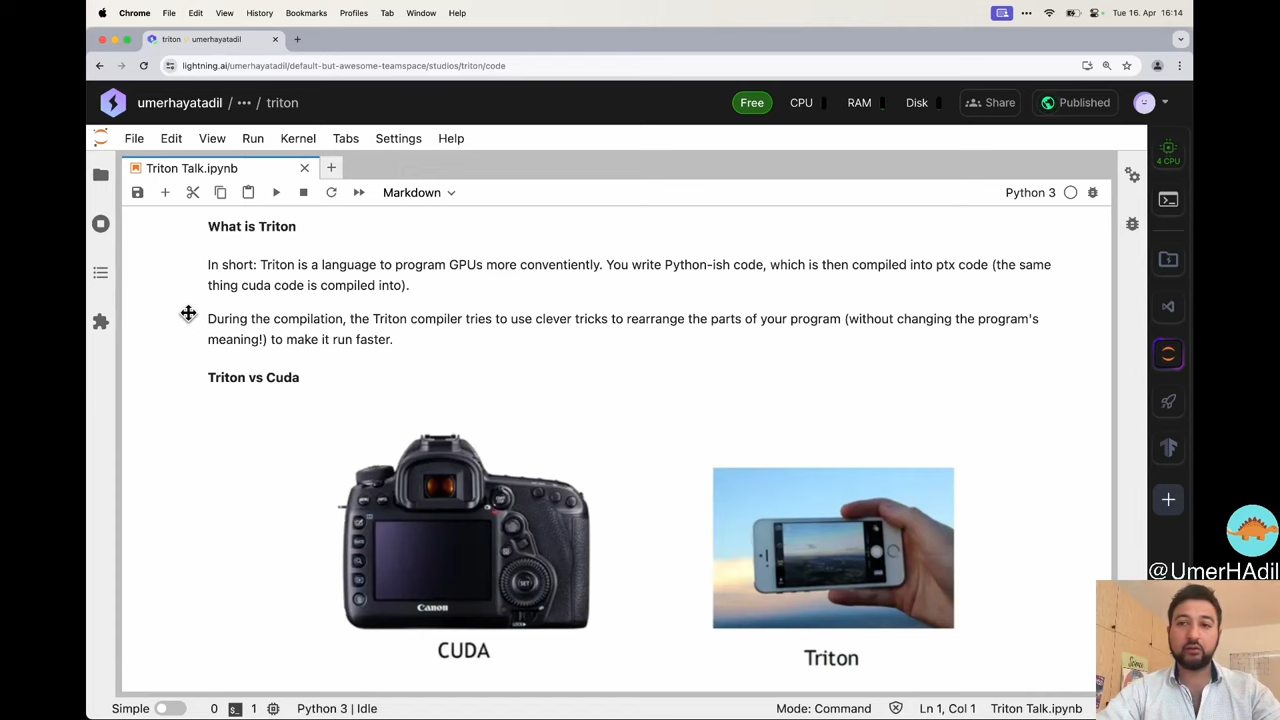 Chrome File Edit View History Bookmarks Profiles Tab Window Help Tue 16. Apr 16:14
triton umerhayatadil
lightning.ai/umerhayatadil/default-but-awesome-teamspace/studios/triton/code
umerhayatadil / ••• / triton Free CPU RAM Disk Share Published
File Edit View Run Kernel Tabs Settings Help
4 CPU
Triton Talk.ipynb
Markdown Python 3
What is Triton
In short: Triton is a language to program GPUs more conventiently. You write Python-ish code, which is then compiled into ptx code (the same
thing cuda code is compiled into).
During the compilation, the Triton compiler tries to use clever tricks to rearrange the parts of your program (without changing the program's
meaning!) to make it run faster.
Triton vs Cuda
SET
Canon
CUDA
Triton
@UmerHAdil
Simple 0 1 Python 3 | Idle Mode: Command Ln 1, Col 1 Triton Talk.ipynb